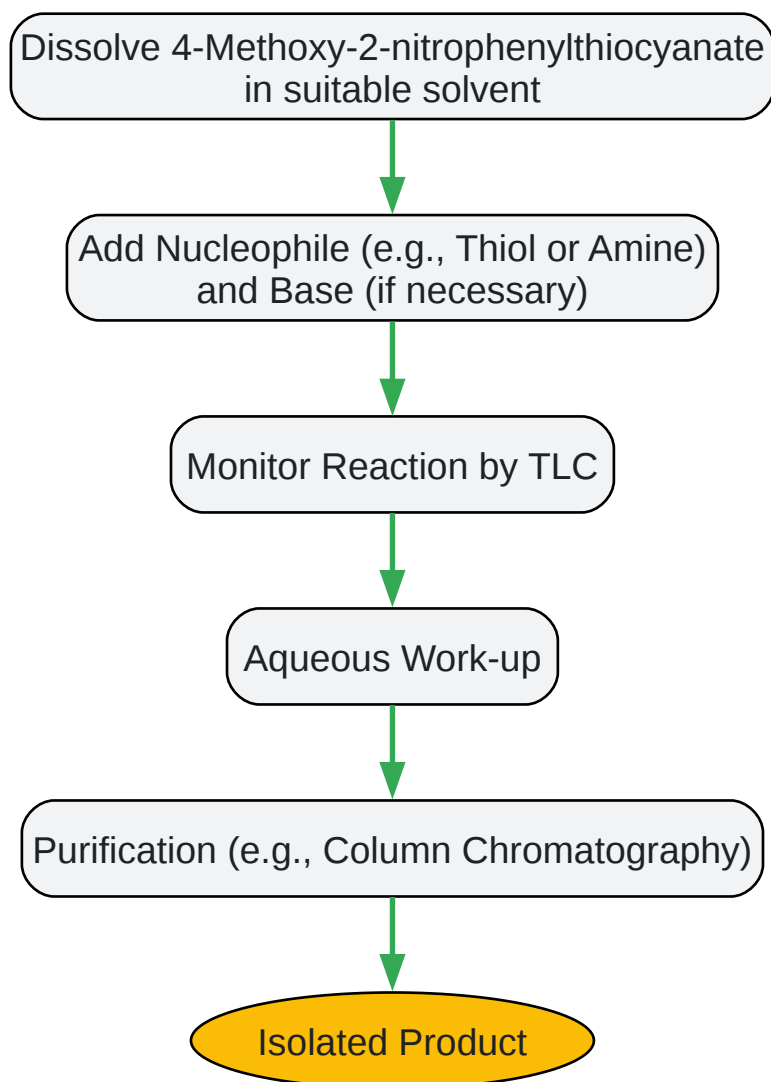 Dissolve 4-Methoxy-2-nitrophenylthiocyanate
in suitable solvent
Add Nucleophile (e.g., Thiol or Amine)
and Base (if necessary)
Monitor Reaction by TLC
Aqueous Work-up
Purification (e.g., Column Chromatography)
Isolated Product